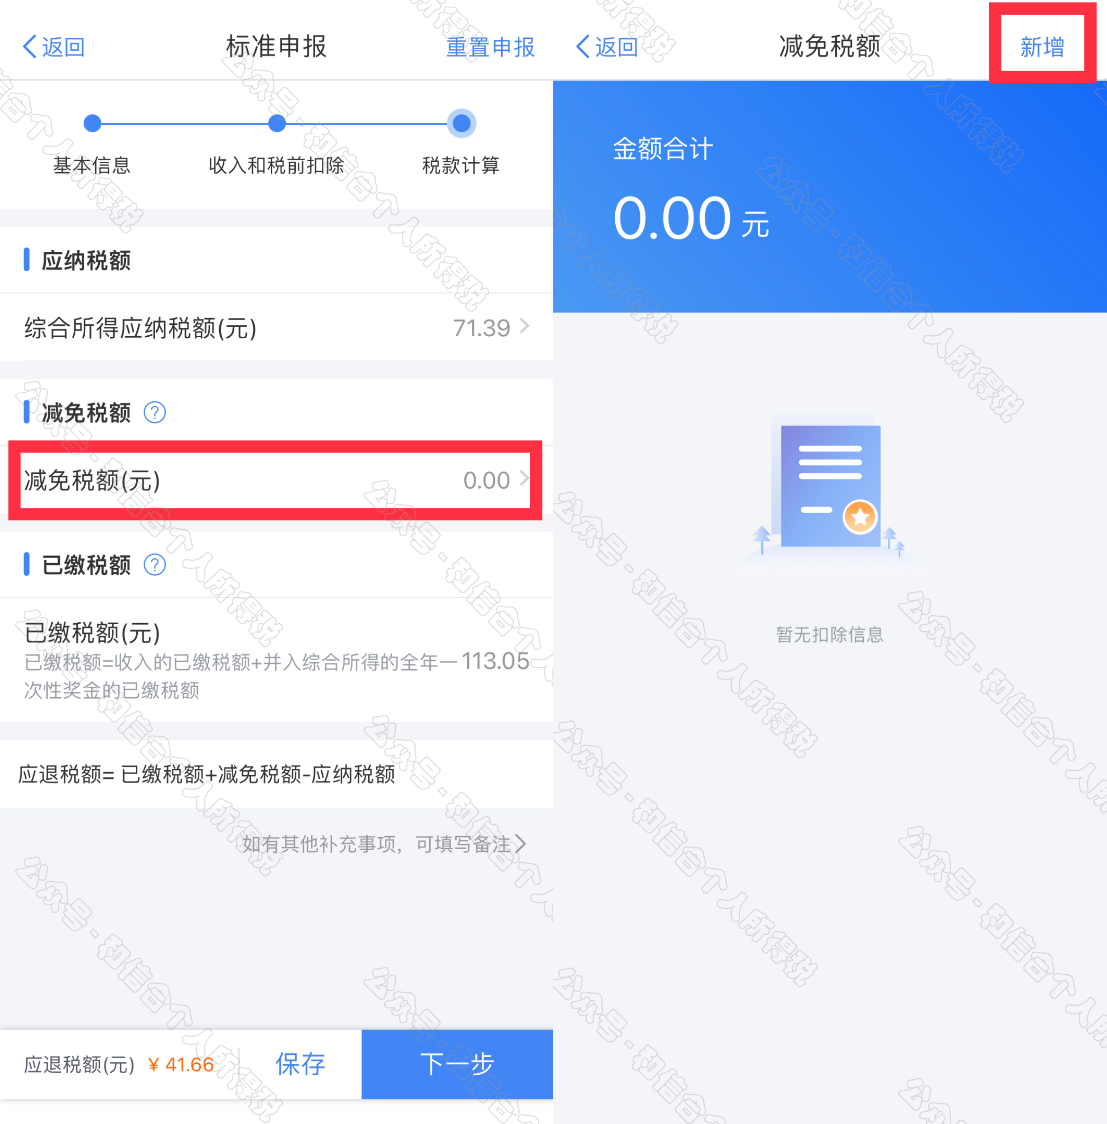 返回
标准申报
重置申报
基本信息
收入和税前扣除
税款计算
应纳税额
综合所得应纳税额(元)
71.39
减免税额
?
减免税额(元)
0.00
已缴税额
?
已缴税额(元)
已缴税额=收入的已缴税额+并入综合所得的全年一
次性奖金的已缴税额
113.05
应退税额= 已缴税额+减免税额-应纳税额
如有其他补充事项，可填写备注
应退税额(元) ¥ 41.66
保存
下一步
返回
减免税额
新增
金额合计
0.00 元
暂无扣除信息